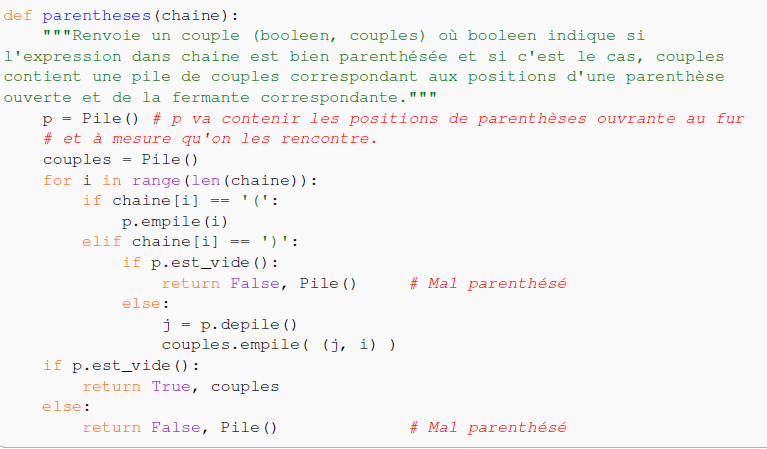 def parentheses(chaine):
    """Renvoie un couple (booleen, couples) où booleen indique si
l'expression dans chaine est bien parenthésée et si c'est le cas, couples
contient une pile de couples correspondant aux positions d'une parenthèse
ouverte et de la fermante correspondante."""
    p = Pile() # p va contenir les positions de parenthèses ouvrante au fur
    # et à mesure qu'on les rencontre.
    couples = Pile()
    for i in range(len(chaine)):
        if chaine[i] == '(':
            p.empile(i)
        elif chaine[i] == ')':
            if p.est_vide():
                return False, Pile()     # Mal parenthésé
            else:
                j = p.depile()
                couples.empile( (j, i) )
    if p.est_vide():
        return True, couples
    else:
        return False, Pile()             # Mal parenthésé